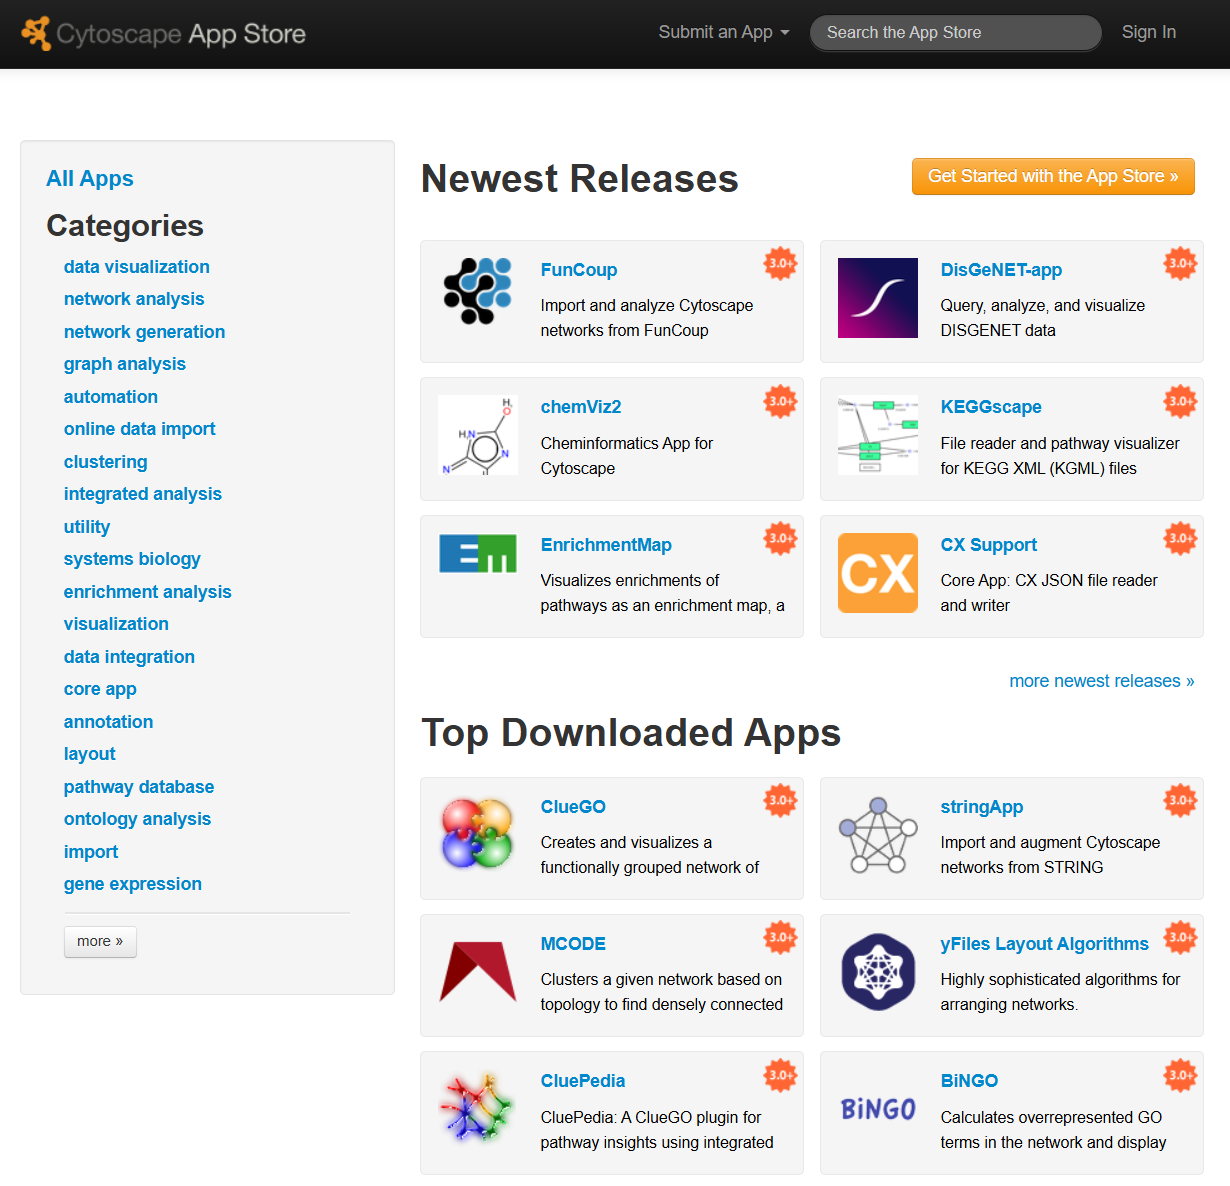 Cytoscape App Store
Submit an App
Search the App Store
Sign In
All Apps
Categories
data visualization
network analysis
network generation
graph analysis
automation
online data import
clustering
integrated analysis
utility
systems biology
enrichment analysis
visualization
data integration
core app
annotation
layout
pathway database
ontology analysis
import
gene expression
more »
Newest Releases
Get Started with the App Store »
FunCoup
3.0+
Import and analyze Cytoscape
networks from FunCoup
DisGeNET-app
3.0+
Query, analyze, and visualize
DISGENET data
chemViz2
3.0+
Cheminformatics App for
Cytoscape
KEGGscape
3.0+
File reader and pathway visualizer
for KEGG XML (KGML) files
Em
EnrichmentMap
3.0+
Visualizes enrichments of
pathways as an enrichment map, a
CX
CX Support
3.0+
Core App: CX JSON file reader
and writer
more newest releases »
Top Downloaded Apps
ClueGO
3.0+
Creates and visualizes a
functionally grouped network of
stringApp
3.0+
Import and augment Cytoscape
networks from STRING
MCODE
3.0+
Clusters a given network based on
topology to find densely connected
yFiles Layout Algorithms
3.0+
Highly sophisticated algorithms for
arranging networks.
CluePedia
3.0+
CluePedia: A ClueGO plugin for
pathway insights using integrated
BiNGO
BiNGO
3.0+
Calculates overrepresented GO
terms in the network and display